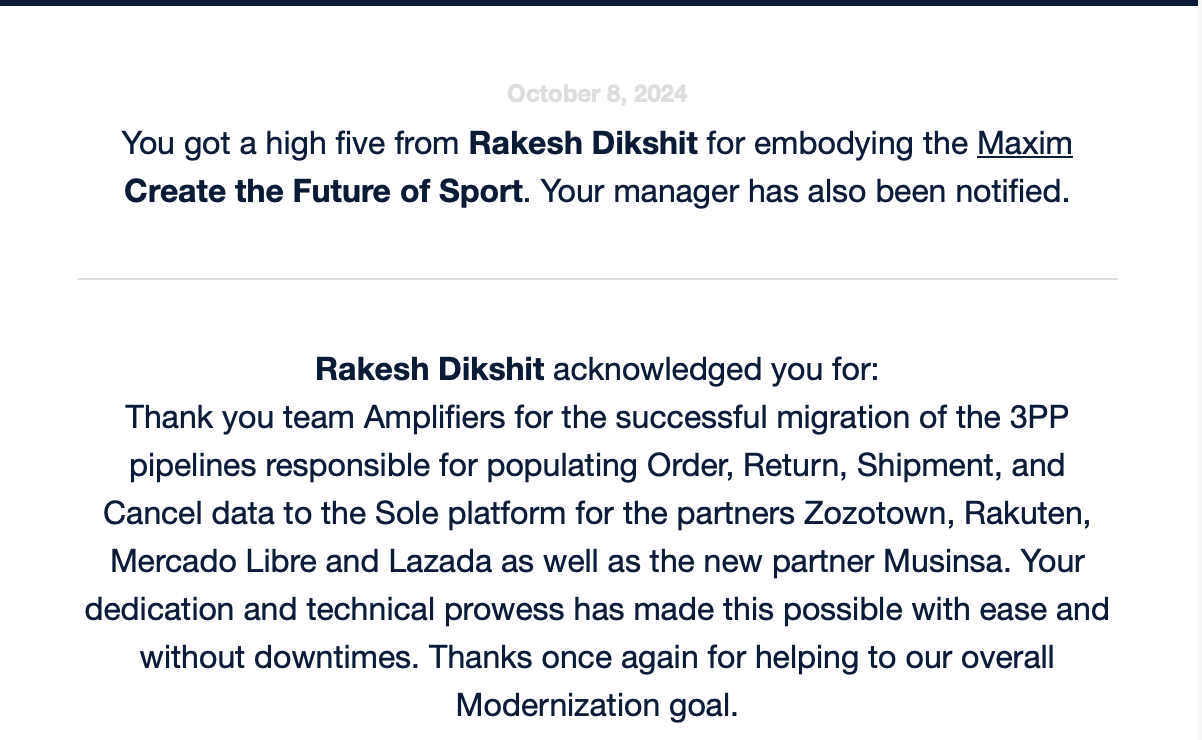 October 8, 2024
You got a high five from Rakesh Dikshit for embodying the Maxim
Create the Future of Sport. Your manager has also been notified.
Rakesh Dikshit acknowledged you for:
Thank you team Amplifiers for the successful migration of the 3PP
pipelines responsible for populating Order, Return, Shipment, and
Cancel data to the Sole platform for the partners Zozotown, Rakuten,
Mercado Libre and Lazada as well as the new partner Musinsa. Your
dedication and technical prowess has made this possible with ease and
without downtimes. Thanks once again for helping to our overall
Modernization goal.